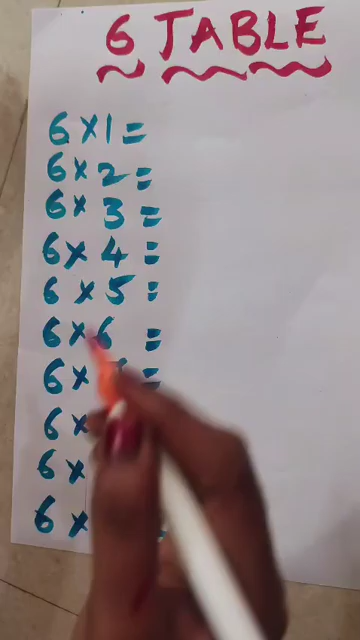 6 TABLE
6 × 1 =
6 × 2 =
6 × 3 =
6 × 4 =
6 × 5 =
6 × 6 =
6 × =
6 ×
6 ×
6 ×